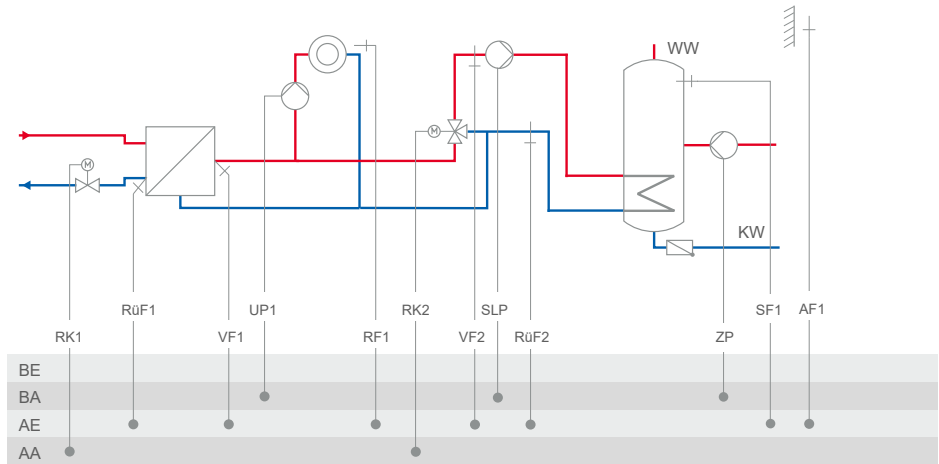 WW
M
M
KW
RüF1
UP1
RK2
SLP
SF1
AF1
RK1
VF1
RF1
VF2
RüF2
ZP
BE
BA
AE
AA